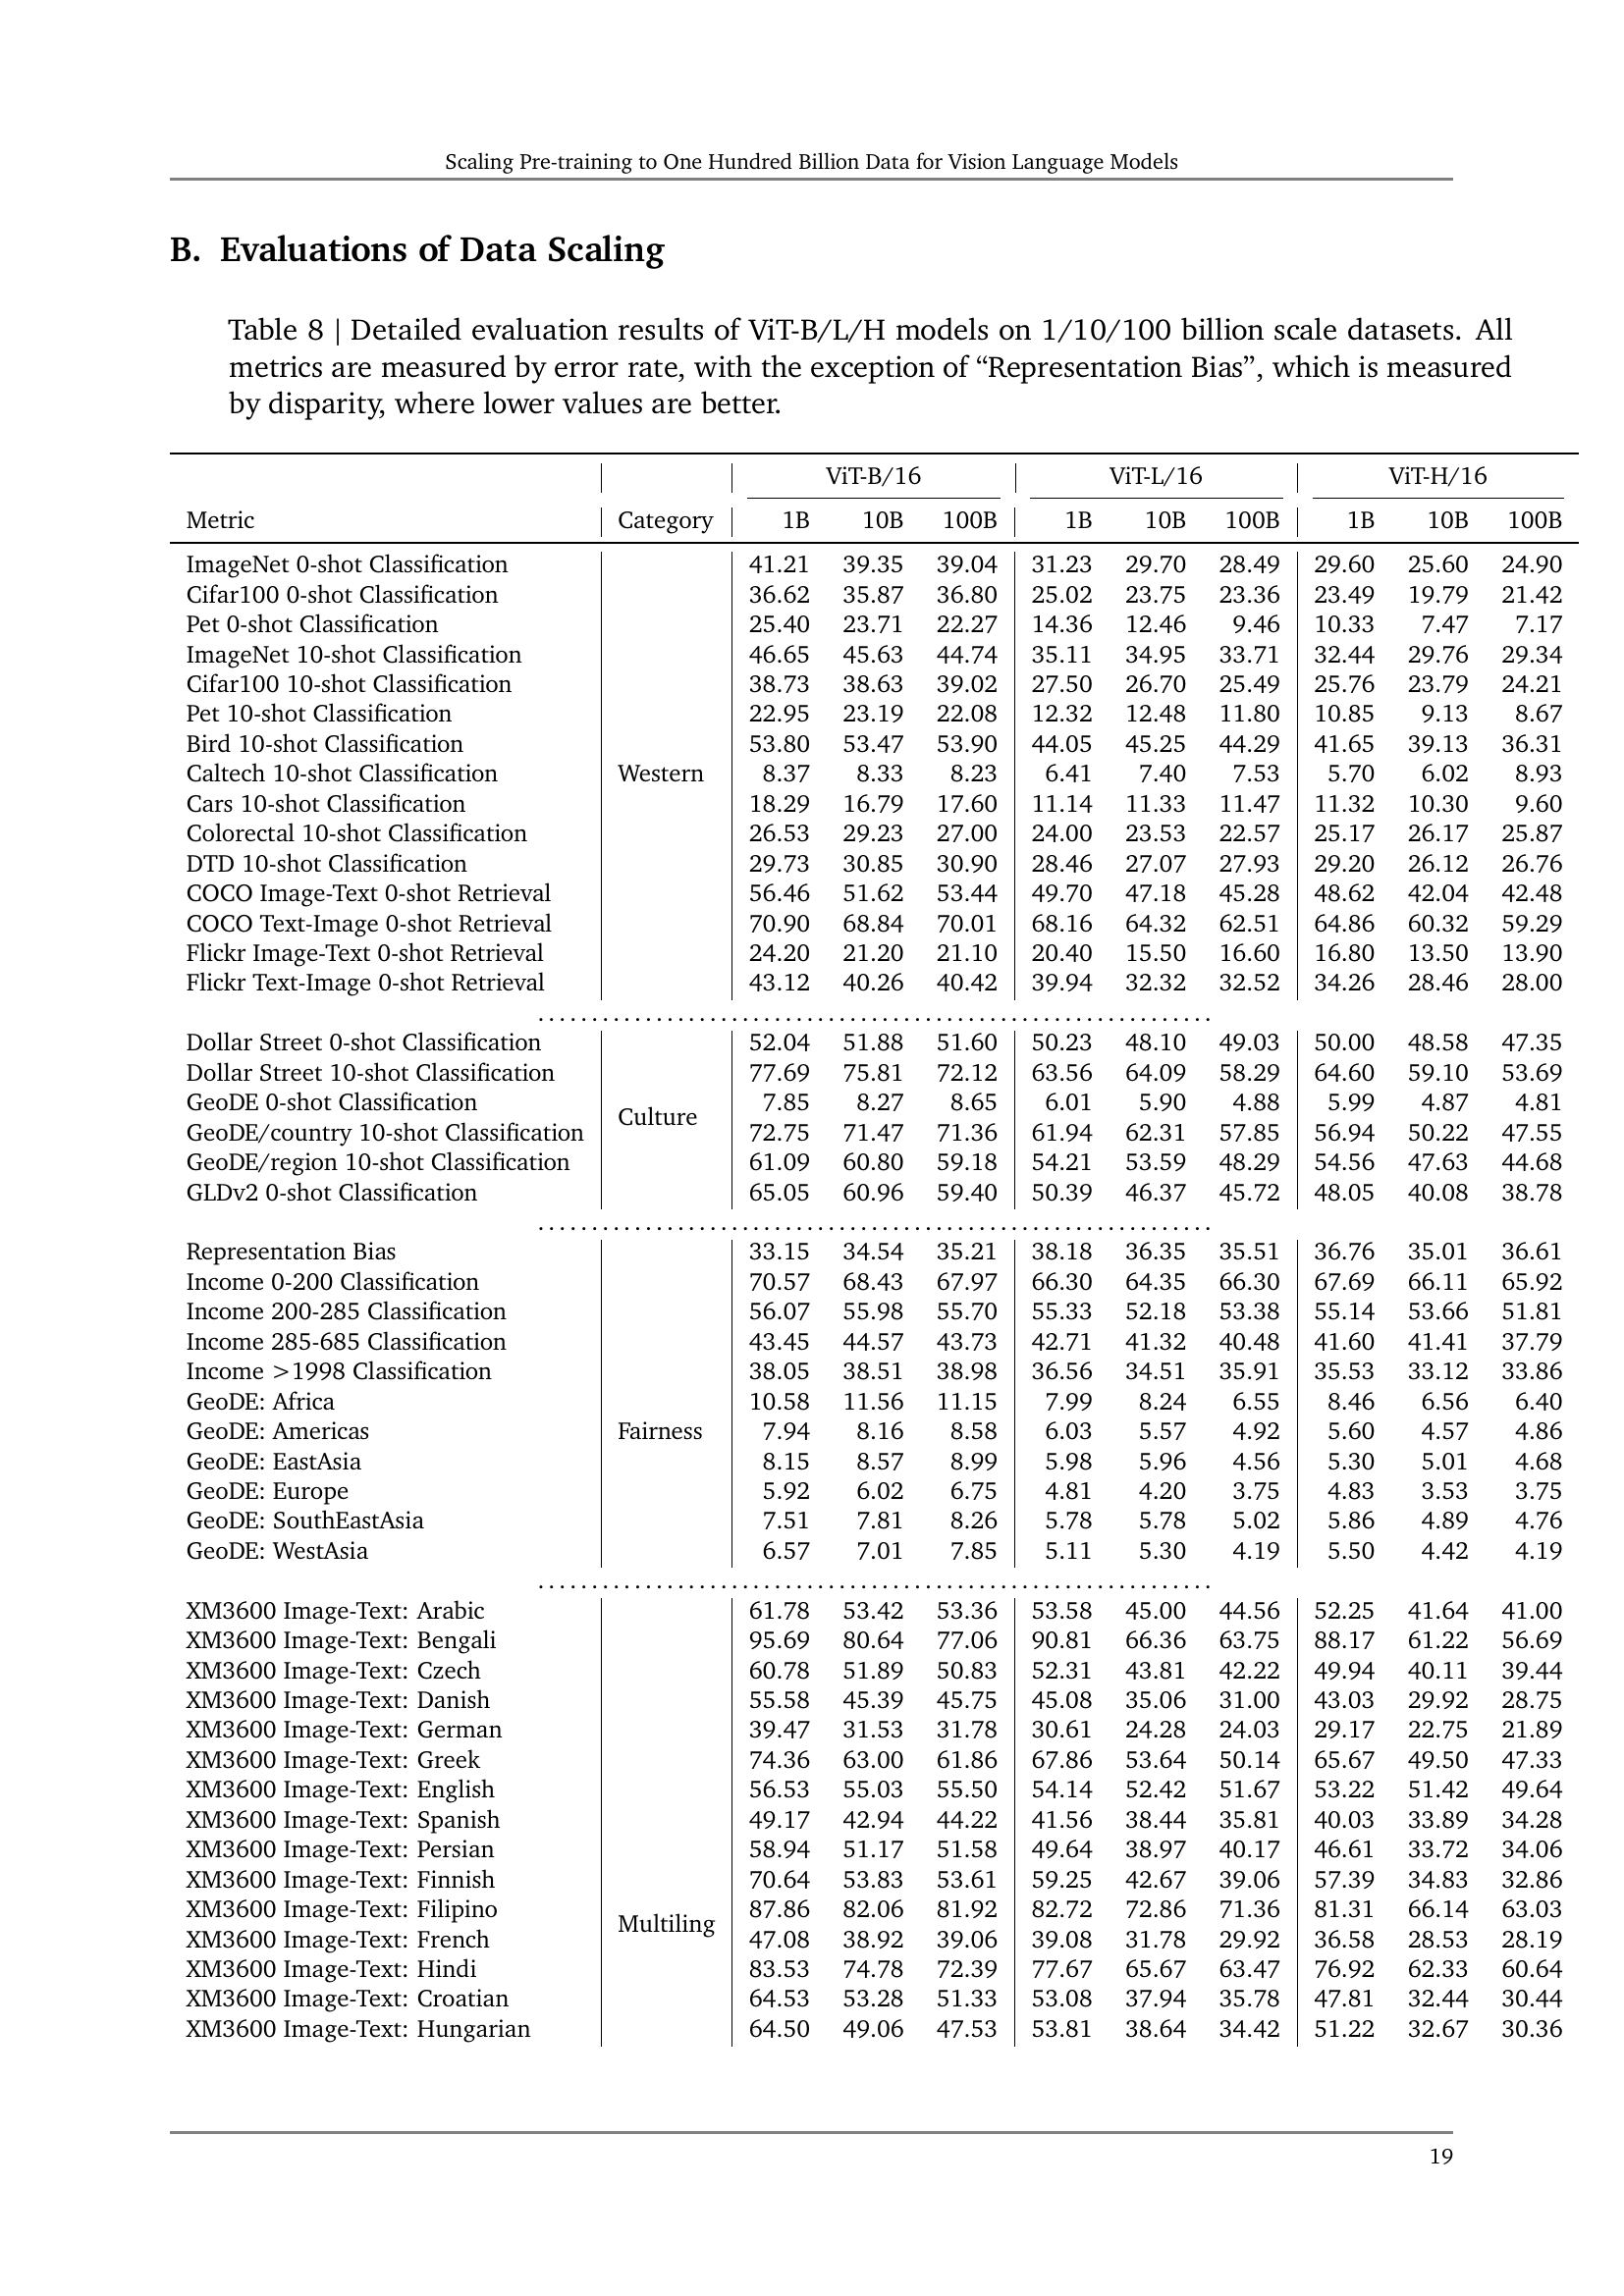 Scaling Pre-training to One Hundred Billion Data for Vision Language Models
B. Evaluations of Data Scaling
Table 8 | Detailed evaluation results of ViT-B/L/H models on 1/10/100 billion scale datasets. All
metrics are measured by error rate, with the exception of “Representation Bias”, which is measured
by disparity, where lower values are better.
ViT-B/16 ViT-L/16 ViT-H/16
Metric Category 1B 10B 100B 1B 10B 100B 1B 10B 100B
ImageNet 0-shot Classification 41.21 39.35 39.04 31.23 29.70 28.49 29.60 25.60 24.90
Cifar100 0-shot Classification 36.62 35.87 36.80 25.02 23.75 23.36 23.49 19.79 21.42
Pet 0-shot Classification 25.40 23.71 22.27 14.36 12.46 9.46 10.33 7.47 7.17
ImageNet 10-shot Classification 46.65 45.63 44.74 35.11 34.95 33.71 32.44 29.76 29.34
Cifar100 10-shot Classification 38.73 38.63 39.02 27.50 26.70 25.49 25.76 23.79 24.21
Pet 10-shot Classification 22.95 23.19 22.08 12.32 12.48 11.80 10.85 9.13 8.67
Bird 10-shot Classification 53.80 53.47 53.90 44.05 45.25 44.29 41.65 39.13 36.31
Caltech 10-shot Classification Western 8.37 8.33 8.23 6.41 7.40 7.53 5.70 6.02 8.93
Cars 10-shot Classification 18.29 16.79 17.60 11.14 11.33 11.47 11.32 10.30 9.60
Colorectal 10-shot Classification 26.53 29.23 27.00 24.00 23.53 22.57 25.17 26.17 25.87
DTD 10-shot Classification 29.73 30.85 30.90 28.46 27.07 27.93 29.20 26.12 26.76
COCO Image-Text 0-shot Retrieval 56.46 51.62 53.44 49.70 47.18 45.28 48.62 42.04 42.48
COCO Text-Image 0-shot Retrieval 70.90 68.84 70.01 68.16 64.32 62.51 64.86 60.32 59.29
Flickr Image-Text 0-shot Retrieval 24.20 21.20 21.10 20.40 15.50 16.60 16.80 13.50 13.90
Flickr Text-Image 0-shot Retrieval 43.12 40.26 40.42 39.94 32.32 32.52 34.26 28.46 28.00
Dollar Street 0-shot Classification 52.04 51.88 51.60 50.23 48.10 49.03 50.00 48.58 47.35
Dollar Street 10-shot Classification 77.69 75.81 72.12 63.56 64.09 58.29 64.60 59.10 53.69
GeoDE 0-shot Classification 7.85 8.27 8.65 6.01 5.90 4.88 5.99 4.87 4.81
Culture
GeoDE/country 10-shot Classification 72.75 71.47 71.36 61.94 62.31 57.85 56.94 50.22 47.55
GeoDE/region 10-shot Classification 61.09 60.80 59.18 54.21 53.59 48.29 54.56 47.63 44.68
GLDv2 0-shot Classification 65.05 60.96 59.40 50.39 46.37 45.72 48.05 40.08 38.78
Representation Bias 33.15 34.54 35.21 38.18 36.35 35.51 36.76 35.01 36.61
Income 0-200 Classification 70.57 68.43 67.97 66.30 64.35 66.30 67.69 66.11 65.92
Income 200-285 Classification 56.07 55.98 55.70 55.33 52.18 53.38 55.14 53.66 51.81
Income 285-685 Classification 43.45 44.57 43.73 42.71 41.32 40.48 41.60 41.41 37.79
Income >1998 Classification 38.05 38.51 38.98 36.56 34.51 35.91 35.53 33.12 33.86
GeoDE: Africa 10.58 11.56 11.15 7.99 8.24 6.55 8.46 6.56 6.40
GeoDE: Americas Fairness 7.94 8.16 8.58 6.03 5.57 4.92 5.60 4.57 4.86
GeoDE: EastAsia 8.15 8.57 8.99 5.98 5.96 4.56 5.30 5.01 4.68
GeoDE: Europe 5.92 6.02 6.75 4.81 4.20 3.75 4.83 3.53 3.75
GeoDE: SouthEastAsia 7.51 7.81 8.26 5.78 5.78 5.02 5.86 4.89 4.76
GeoDE: WestAsia 6.57 7.01 7.85 5.11 5.30 4.19 5.50 4.42 4.19
XM3600 Image-Text: Arabic 61.78 53.42 53.36 53.58 45.00 44.56 52.25 41.64 41.00
XM3600 Image-Text: Bengali 95.69 80.64 77.06 90.81 66.36 63.75 88.17 61.22 56.69
XM3600 Image-Text: Czech 60.78 51.89 50.83 52.31 43.81 42.22 49.94 40.11 39.44
XM3600 Image-Text: Danish 55.58 45.39 45.75 45.08 35.06 31.00 43.03 29.92 28.75
XM3600 Image-Text: German 39.47 31.53 31.78 30.61 24.28 24.03 29.17 22.75 21.89
XM3600 Image-Text: Greek 74.36 63.00 61.86 67.86 53.64 50.14 65.67 49.50 47.33
XM3600 Image-Text: English 56.53 55.03 55.50 54.14 52.42 51.67 53.22 51.42 49.64
XM3600 Image-Text: Spanish 49.17 42.94 44.22 41.56 38.44 35.81 40.03 33.89 34.28
XM3600 Image-Text: Persian 58.94 51.17 51.58 49.64 38.97 40.17 46.61 33.72 34.06
XM3600 Image-Text: Finnish 70.64 53.83 53.61 59.25 42.67 39.06 57.39 34.83 32.86
XM3600 Image-Text: Filipino 87.86 82.06 81.92 82.72 72.86 71.36 81.31 66.14 63.03
Multiling
XM3600 Image-Text: French 47.08 38.92 39.06 39.08 31.78 29.92 36.58 28.53 28.19
XM3600 Image-Text: Hindi 83.53 74.78 72.39 77.67 65.67 63.47 76.92 62.33 60.64
XM3600 Image-Text: Croatian 64.53 53.28 51.33 53.08 37.94 35.78 47.81 32.44 30.44
XM3600 Image-Text: Hungarian 64.50 49.06 47.53 53.81 38.64 34.42 51.22 32.67 30.36
19